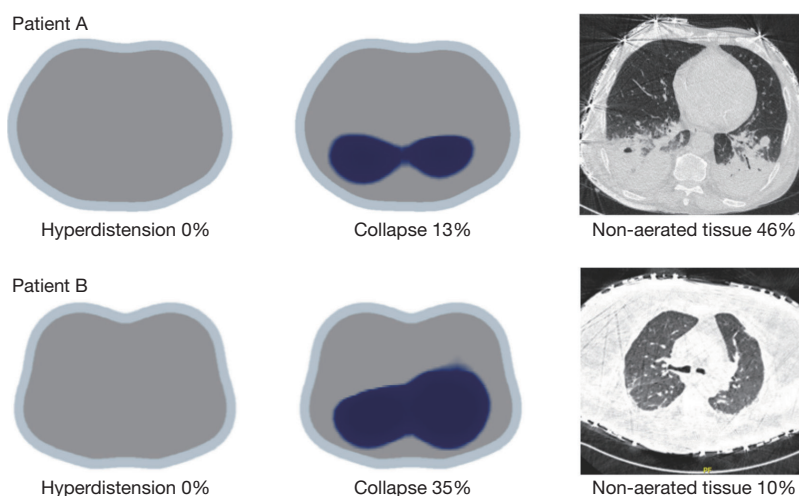 Patient A
Hyperdistension 0%
Collapse 13%
Non-aerated tissue 46%
Patient B
Hyperdistension 0%
Collapse 35%
Non-aerated tissue 10%